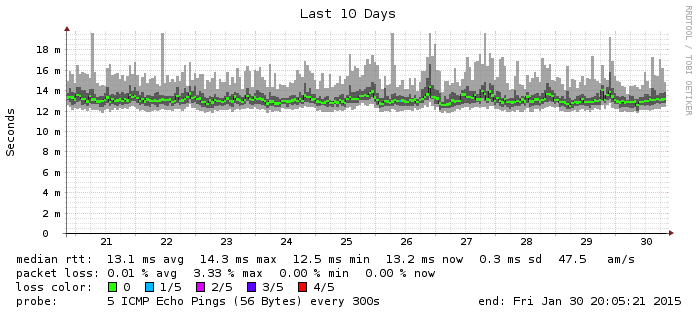 Last 10 Days
RRDTOOL / TOBI OETIKER
Seconds
18 m
16 m
14 m
12 m
10 m
8 m
6 m
4 m
2 m
0
21 22 23 24 25 26 27 28 29 30
median rtt: 13.1 ms avg 14.3 ms max 12.5 ms min 13.2 ms now 0.3 ms sd 47.5 am/s
packet loss: 0.01 % avg 3.33 % max 0.00 % min 0.00 % now
loss color: 0 1/5 2/5 3/5 4/5
probe: 5 ICMP Echo Pings (56 Bytes) every 300s end: Fri Jan 30 20:05:21 2015